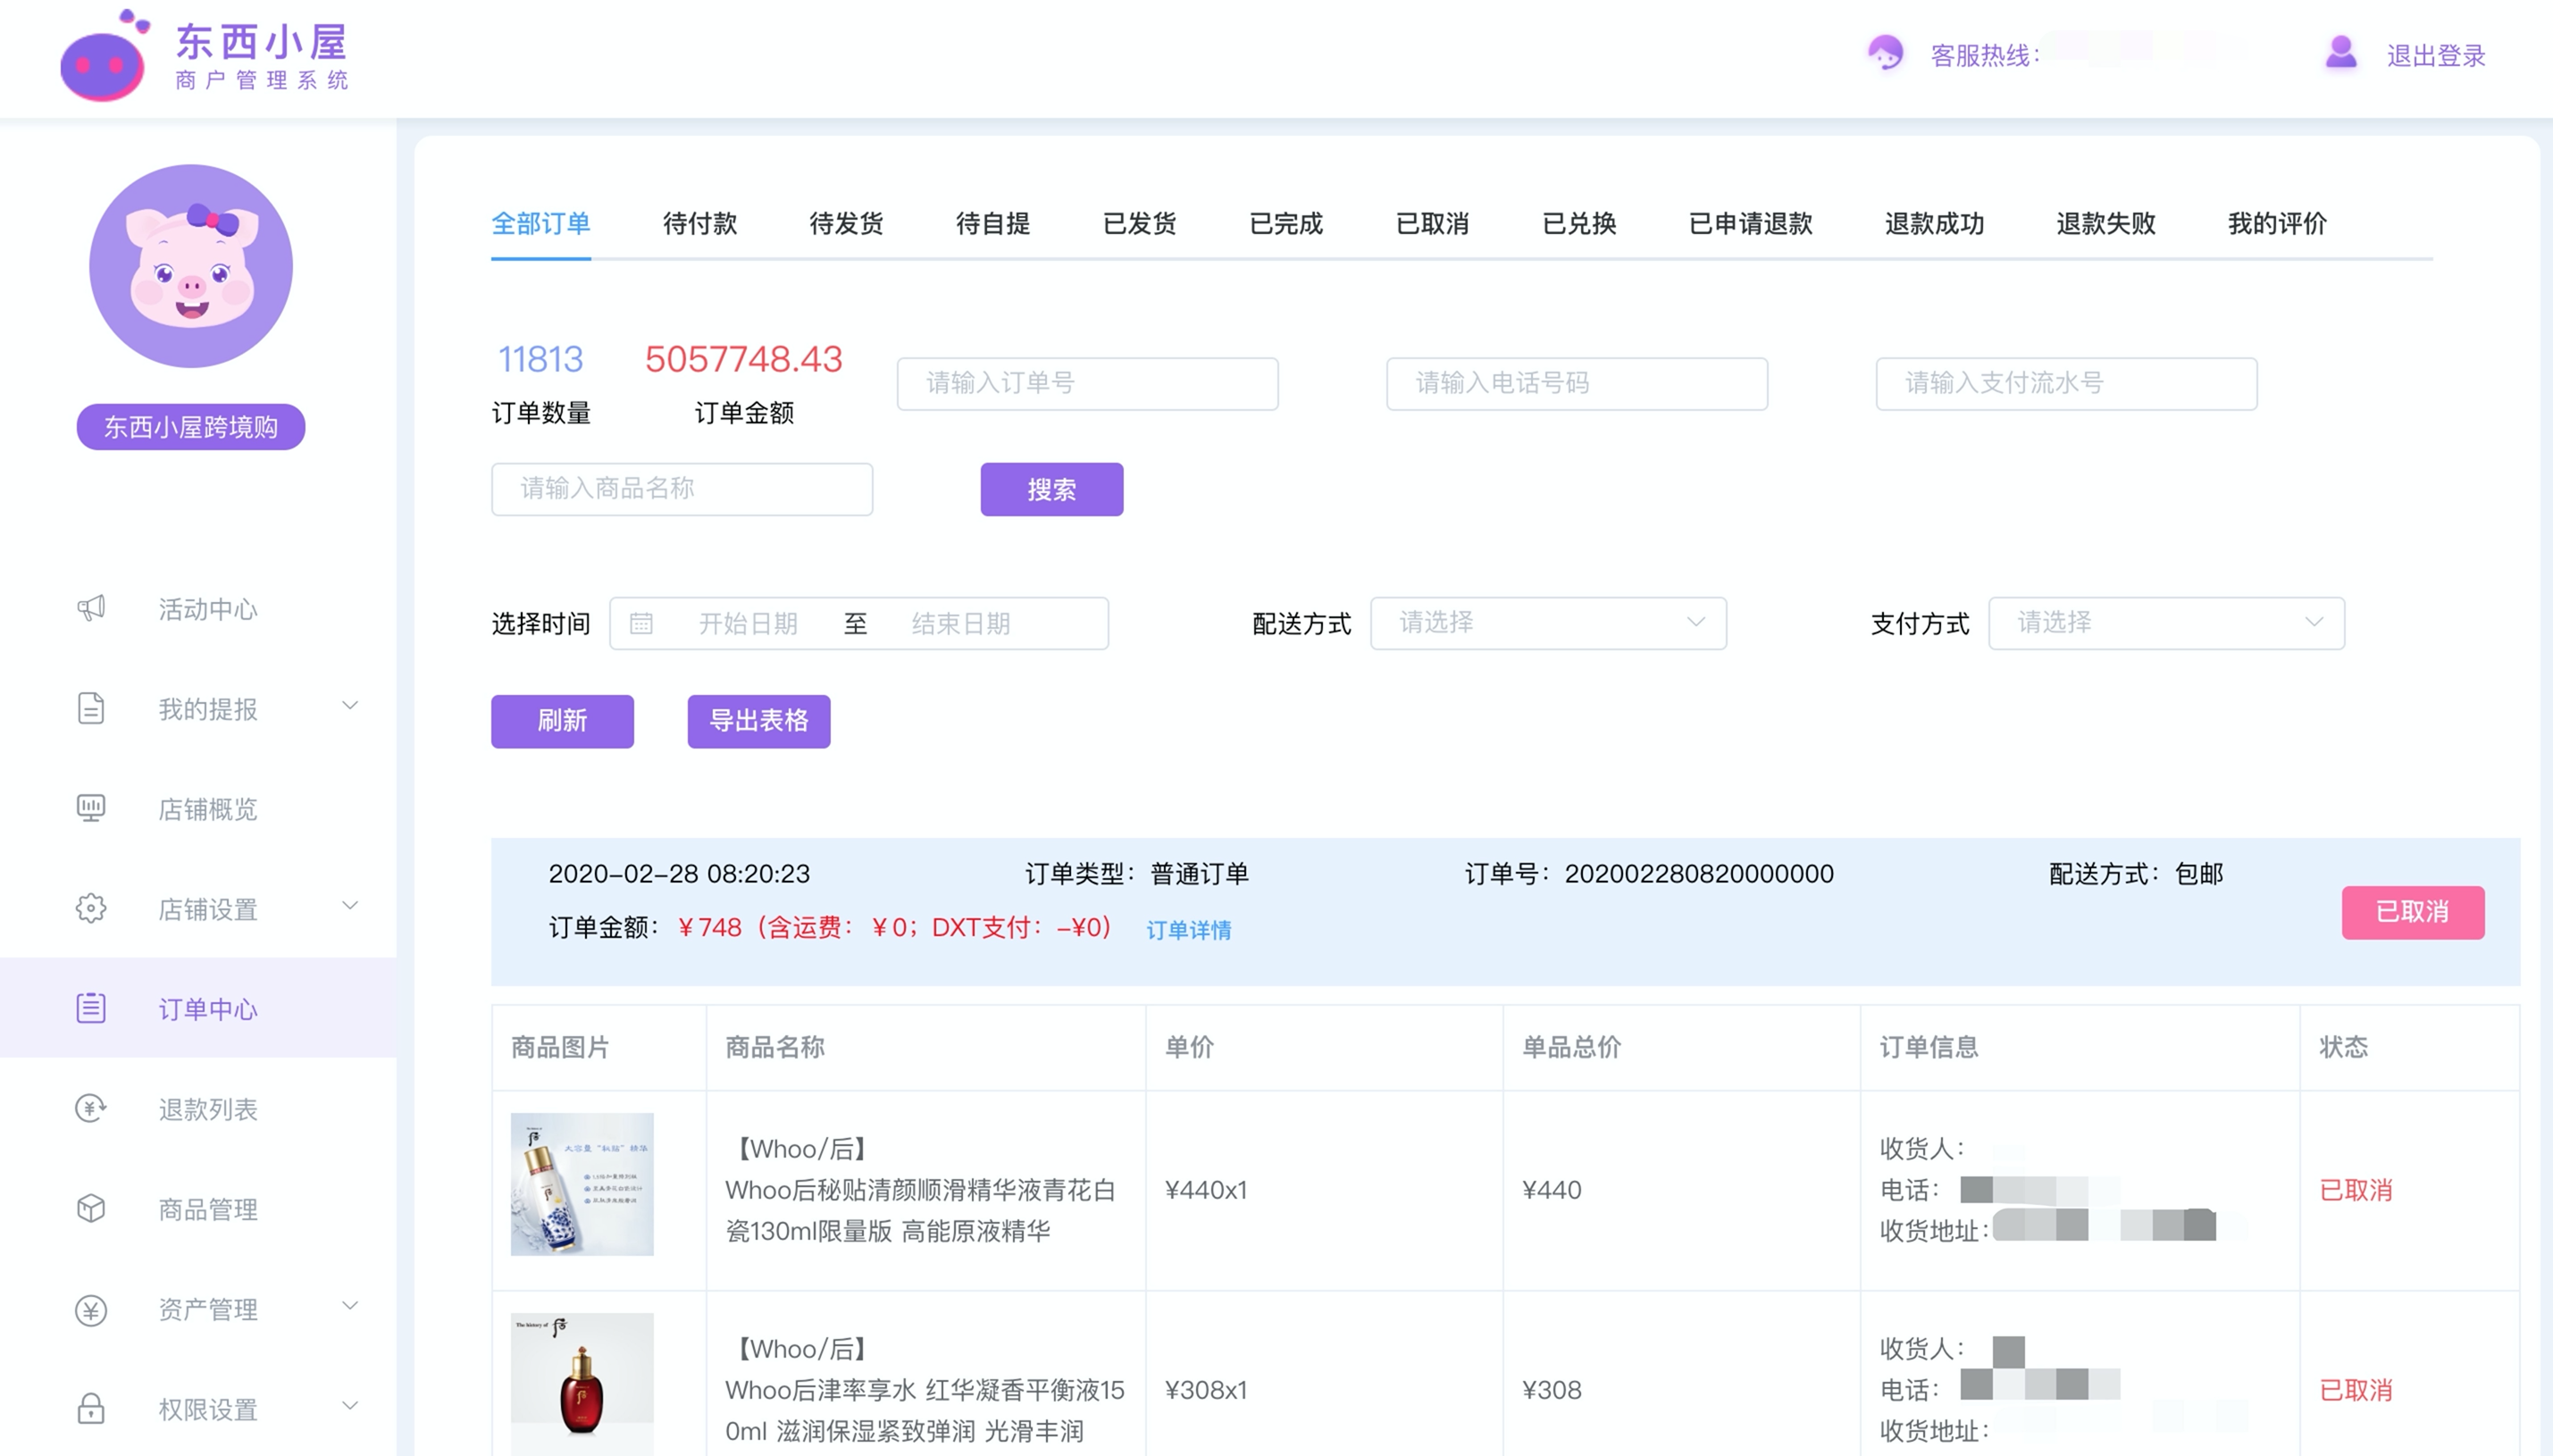 东西小屋
商户管理系统
客服热线：
退出登录
东西小屋跨境购
活动中心
我的提报
店铺概览
店铺设置
订单中心
退款列表
商品管理
资产管理
权限设置
全部订单 待付款 待发货 待自提 已发货 已完成 已取消 已兑换 已申请退款 退款成功 退款失败 我的评价
11813 5057748.43 请输入订单号 请输入电话号码 请输入支付流水号
订单数量 订单金额
请输入商品名称 搜索
选择时间 开始日期 至 结束日期 配送方式 请选择 支付方式 请选择
刷新 导出表格
2020-02-28 08:20:23 订单类型：普通订单 订单号：202002280820000000 配送方式：包邮
订单金额：￥748（含运费：￥0；DXT支付：-¥0） 订单详情
已取消
商品图片 商品名称 单价 单品总价 订单信息 状态
大容量“秘贴”精华
【Whoo/后】
Whoo后秘贴清颜顺滑精华液青花白
瓷130ml限量版 高能原液精华
¥440x1
¥440
收货人：
电话：
收货地址：
已取消
The history of 后
【Whoo/后】
Whoo后津率享水 红华凝香平衡液15
0ml 滋润保湿紧致弹润 光滑丰润
¥308x1
¥308
收货人：
电话：
收货地址：
已取消